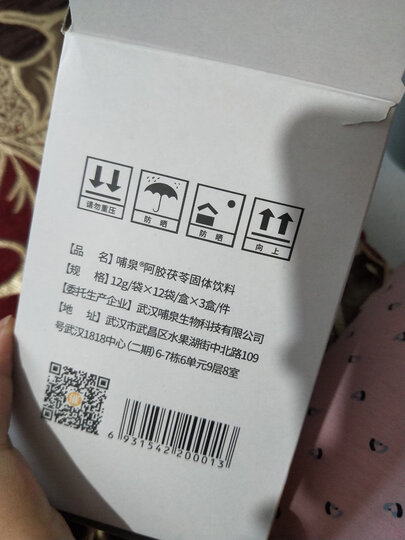 请勿重压
防晒
防晒
向上
【品 名】哺泉®阿胶茯苓固体饮料
【规 格】12g/袋×12袋/盒×3盒/件
【委托生产企业】武汉哺泉生物科技有限公司
【地 址】武汉市武昌区水果湖街中北路109
号武汉1818中心(二期)6-7栋6单元9层8室
6931542200013